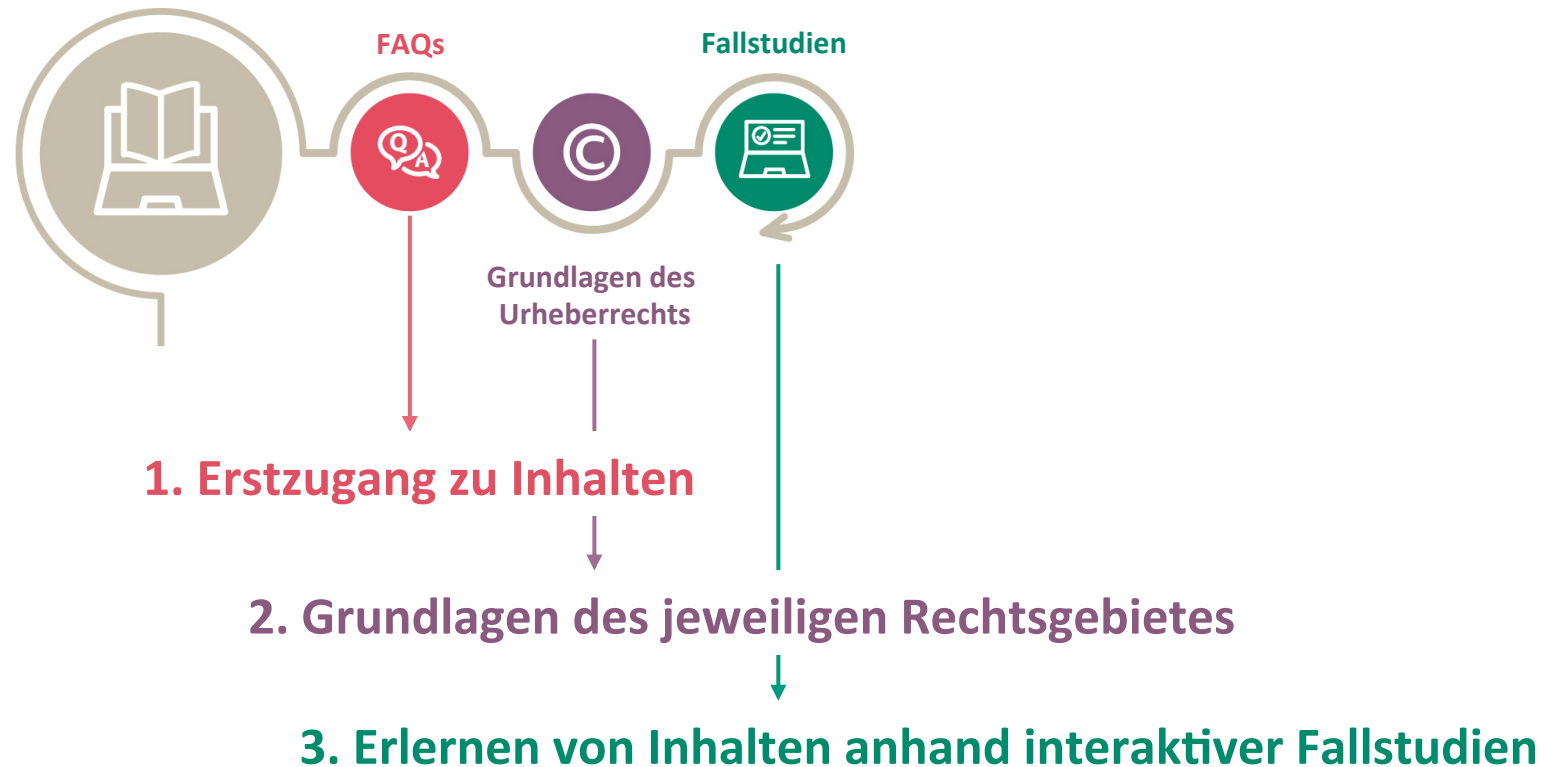 FAQs
Fallstudien
Q
A
©
Grundlagen des
Urheberrechts
1. Erstzugang zu Inhalten
2. Grundlagen des jeweiligen Rechtsgebietes
3. Erlernen von Inhalten anhand interaktiver Fallstudien